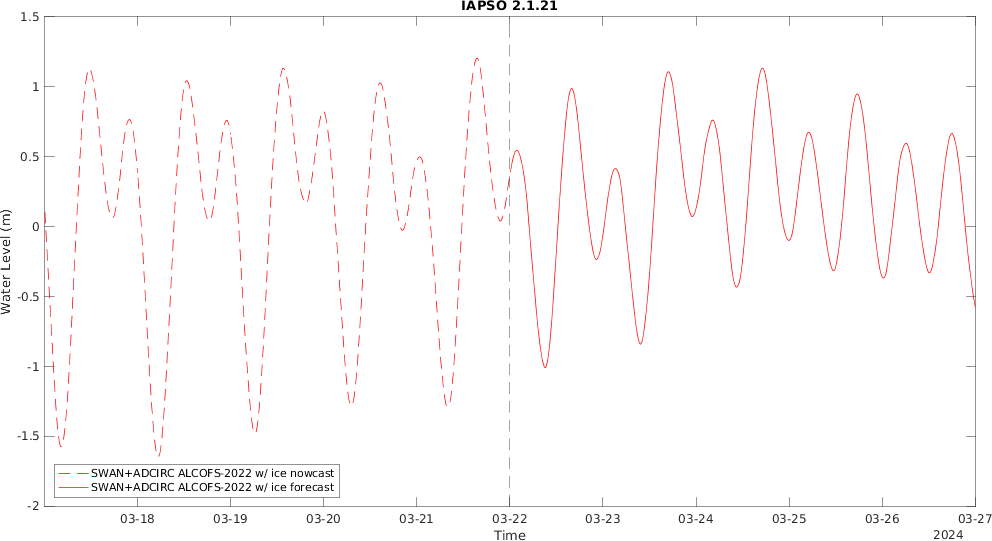 IAPSO 2.1.21
Water Level (m)
1.5
1
0.5
0
-0.5
-1
-1.5
-2
SWAN+ADCIRC ALCOFS-2022 w/ ice nowcast
SWAN+ADCIRC ALCOFS-2022 w/ ice forecast
03-18 03-19 03-20 03-21 03-22 03-23 03-24 03-25 03-26 03-27
Time
2024